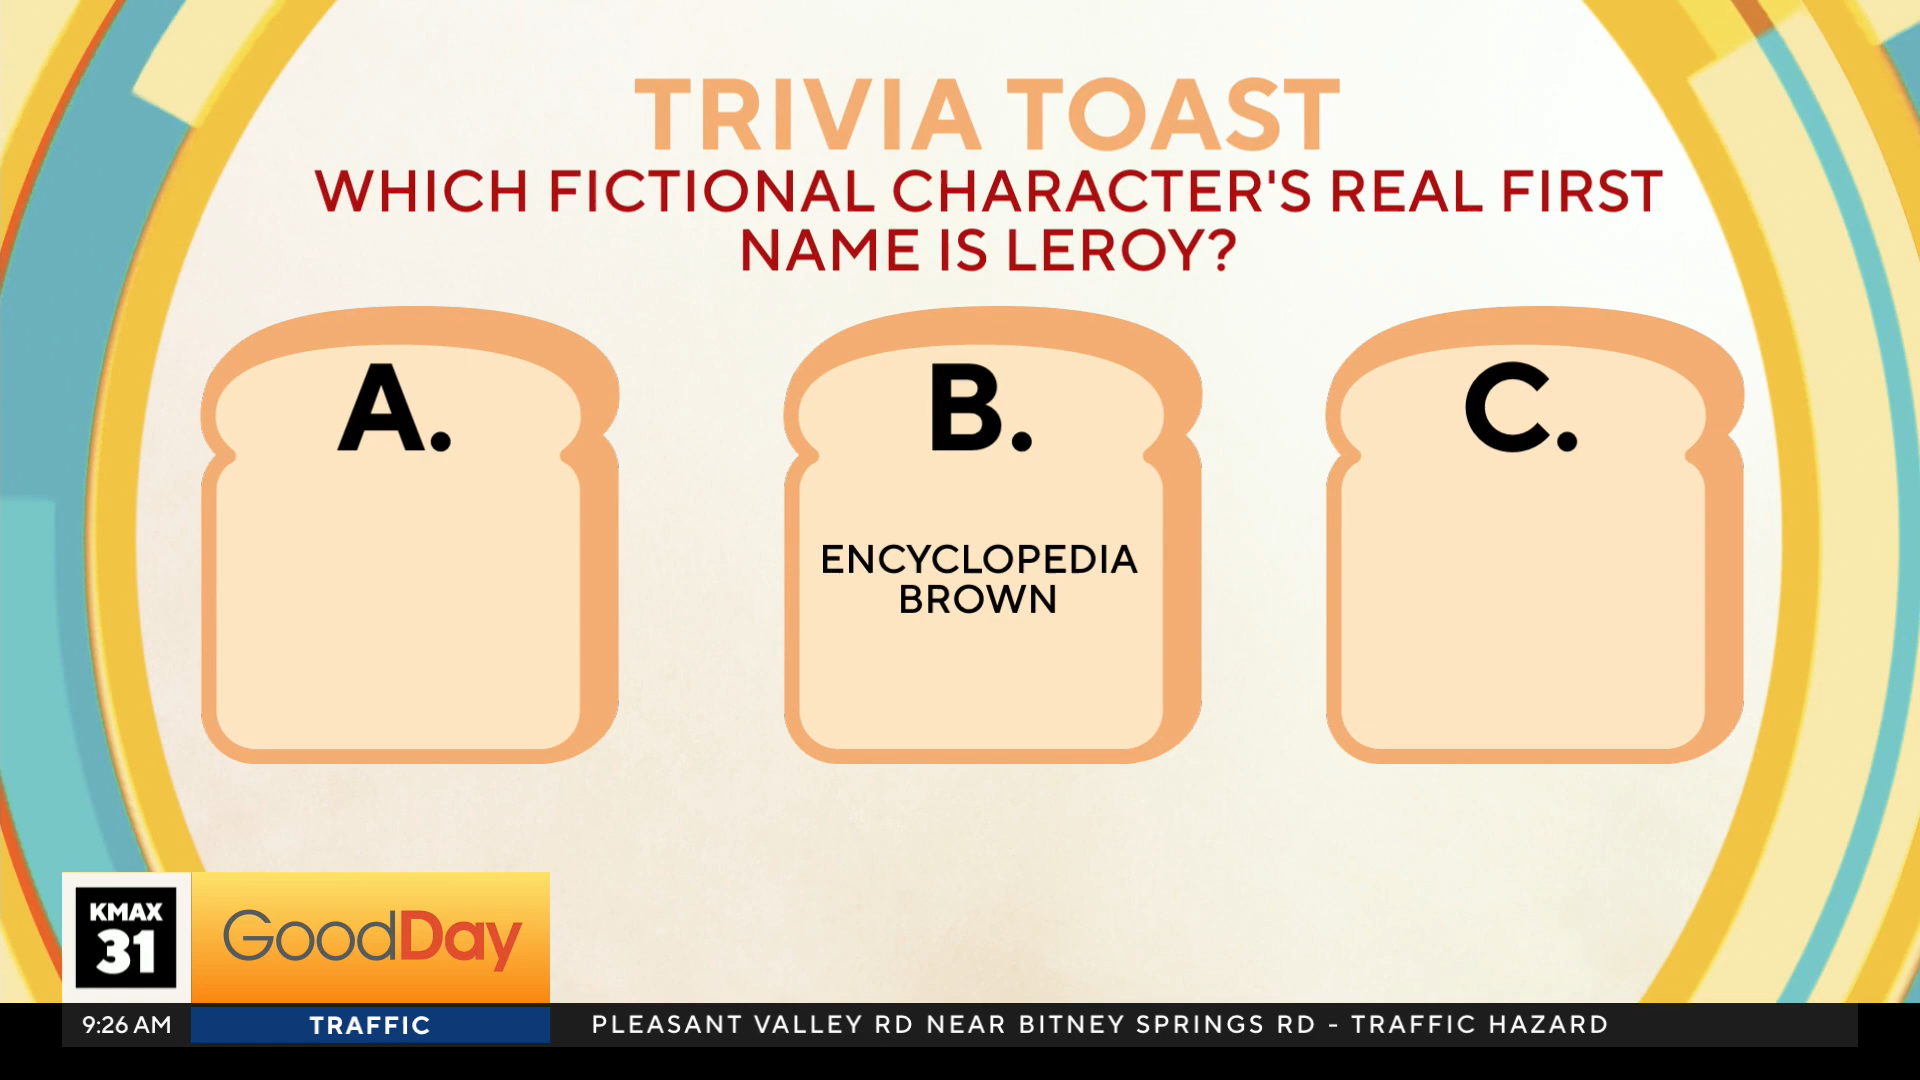 TRIVIA TOAST
WHICH FICTIONAL CHARACTER'S REAL FIRST
NAME IS LEROY?
A.
B.
C.
ENCYCLOPEDIA
BROWN
KMAX
31
GoodDay
9:26 AM
TRAFFIC
PLEASANT VALLEY RD NEAR BITNEY SPRINGS RD - TRAFFIC HAZARD